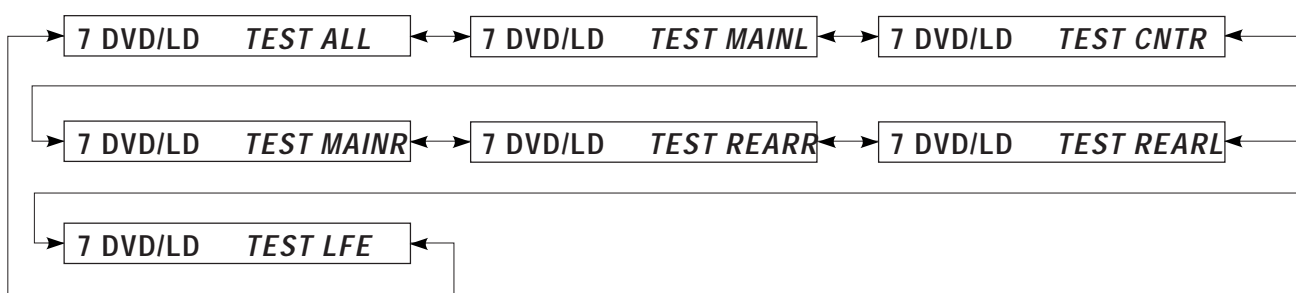 7 DVD/LD TEST ALL 7 DVD/LD TEST MAINL 7 DVD/LD TEST CNTR
7 DVD/LD TEST MAINR 7 DVD/LD TEST REARR 7 DVD/LD TEST REARL
7 DVD/LD TEST LFE